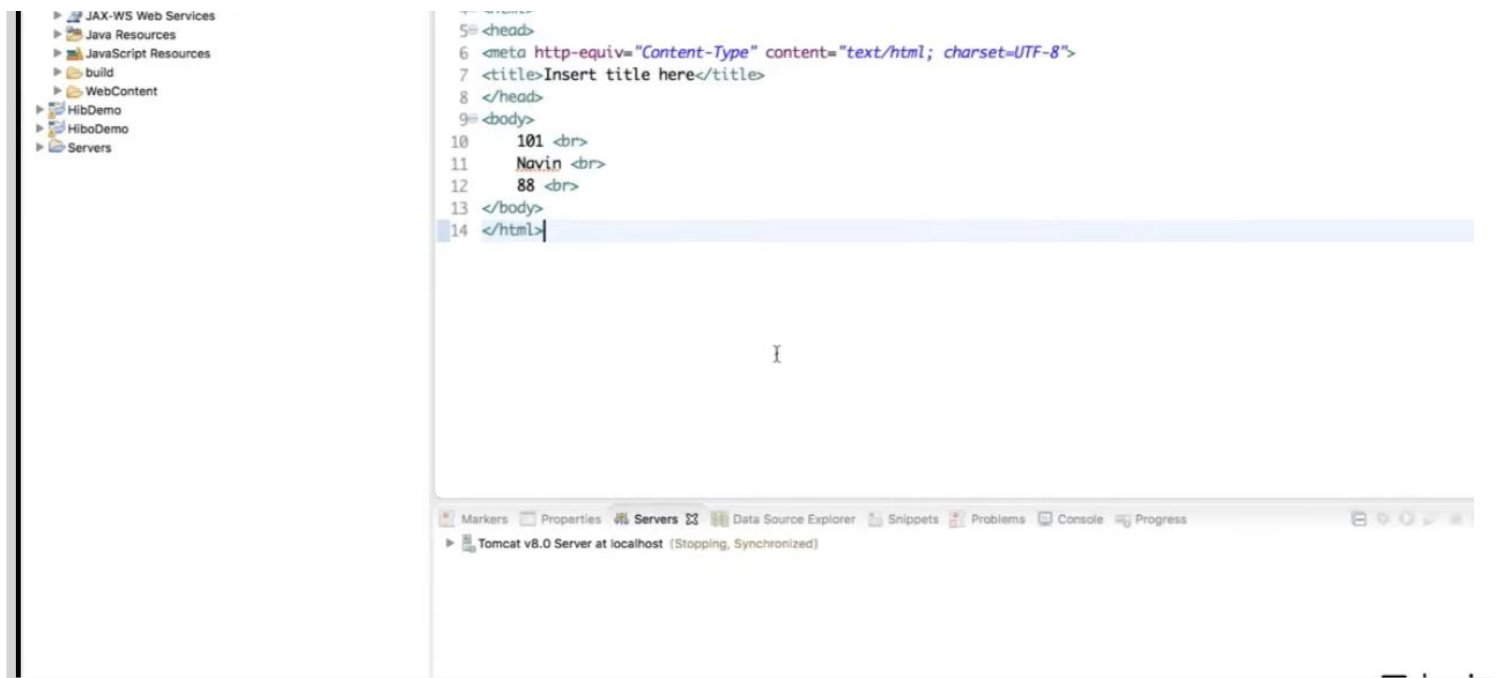 JAX-WS Web Services
Java Resources
JavaScript Resources
build
WebContent
HibDemo
HiboDemo
Servers
5 <head>
6 <meta http-equiv="Content-Type" content="text/html; charset=UTF-8">
7 <title>Insert title here</title>
8 </head>
9 <body>
10 101 <br>
11 Navin <br>
12 88 <br>
13 </body>
14 </html>
Markers Properties Servers Data Source Explorer Snippets Problems Console Progress
Tomcat v8.0 Server at localhost [Stopping, Synchronized]